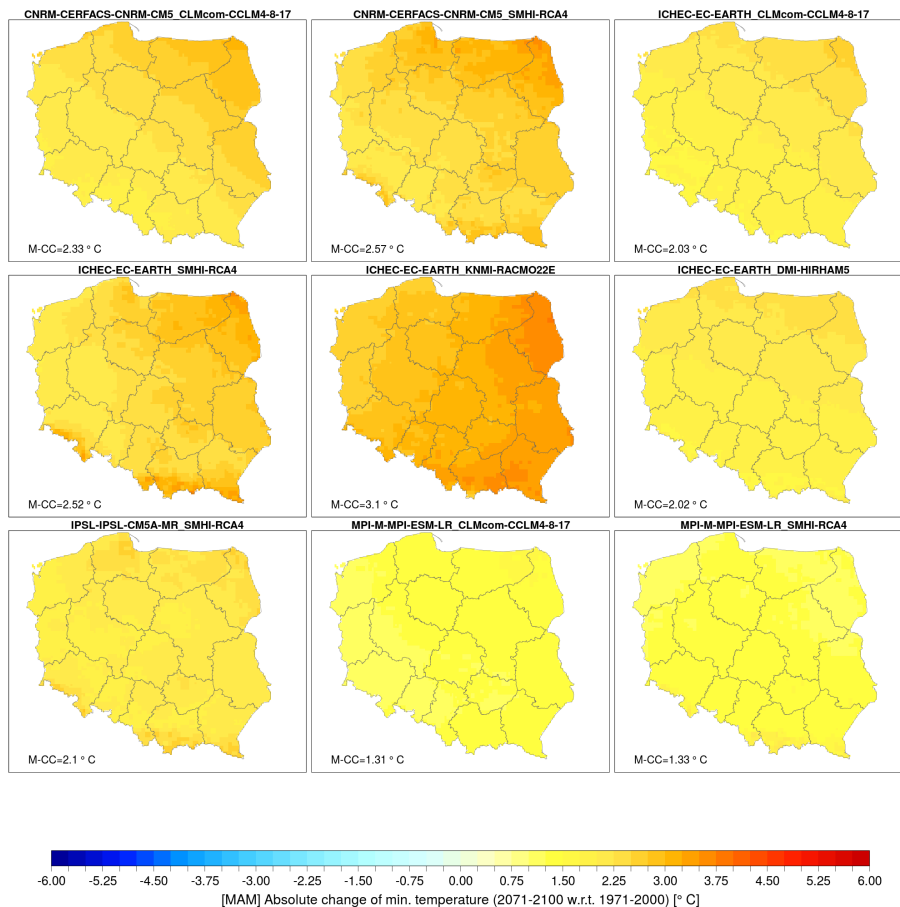 CNRM-CERFACS-CNRM-CM5_CLMcom-CCLM4-8-17
CNRM-CERFACS-CNRM-CM5_SMHI-RCA4
ICHEC-EC-EARTH_CLMcom-CCLM4-8-17
M-CC=2.33 ° C
M-CC=2.57 ° C
M-CC=2.03 ° C
ICHEC-EC-EARTH_SMHI-RCA4
ICHEC-EC-EARTH_KNMI-RACMO22E
ICHEC-EC-EARTH_DMI-HIRHAM5
M-CC=2.52 ° C
M-CC=3.1 ° C
M-CC=2.02 ° C
IPSL-IPSL-CM5A-MR_SMHI-RCA4
MPI-M-MPI-ESM-LR_CLMcom-CCLM4-8-17
MPI-M-MPI-ESM-LR_SMHI-RCA4
M-CC=2.1 ° C
M-CC=1.31 ° C
M-CC=1.33 ° C
-6.00 -5.25 -4.50 -3.75 -3.00 -2.25 -1.50 -0.75 0.00 0.75 1.50 2.25 3.00 3.75 4.50 5.25 6.00
[MAM] Absolute change of min. temperature (2071-2100 w.r.t. 1971-2000) [° C]